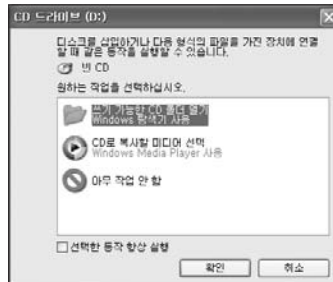 CD 드라이브 (D:)
디스크를 삽입하거나 다음 형식의 파일을 가진 장치에 연결
할 때 같은 동작을 실행할 수 있습니다.
빈 CD
원하는 작업을 선택하십시오.
쓰기 가능한 CD 폴더 열기
Windows 탐색기 사용
CD로 복사할 미디어 선택
Windows Media Player 사용
아무 작업 안 함
선택한 동작 항상 실행
확인
취소